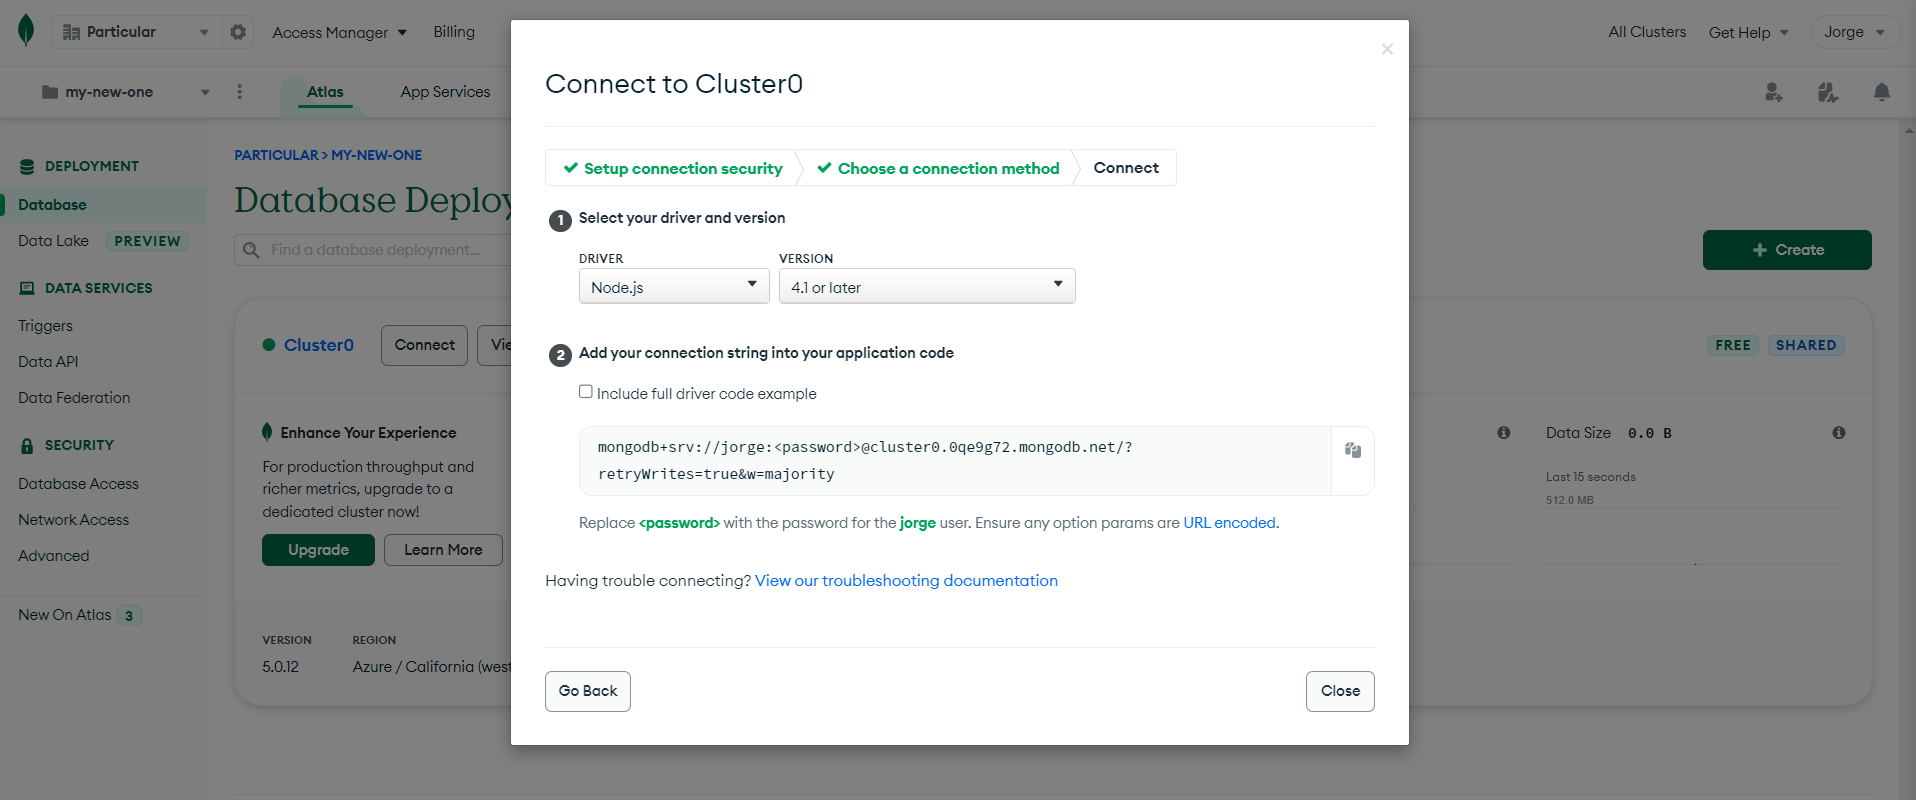 Particular
Access Manager
Billing
All Clusters
Get Help
Jorge
my-new-one
Atlas
App Services
DEPLOYMENT
Database
Data Lake PREVIEW
DATA SERVICES
Triggers
Data API
Data Federation
SECURITY
Database Access
Network Access
Advanced
New On Atlas 3
PARTICULAR > MY-NEW-ONE
Database Deploy
Find a database deployment...
+ Create
Cluster0
Connect
FREE SHARED
Enhance Your Experience
For production throughput and
richer metrics, upgrade to a
dedicated cluster now!
Upgrade
Learn More
Data Size 0.0 B
Last 15 seconds
512.0 MB
VERSION
5.0.12
REGION
Azure / California (west
Connect to Cluster0
Setup connection security
Choose a connection method
Connect
1 Select your driver and version
DRIVER
Node.js
VERSION
4.1 or later
2 Add your connection string into your application code
Include full driver code example
mongodb+srv://jorge:<password>@cluster0.0qe9g72.mongodb.net/?
retryWrites=true&w=majority
Replace <password> with the password for the jorge user. Ensure any option params are URL encoded.
Having trouble connecting? View our troubleshooting documentation
Go Back
Close